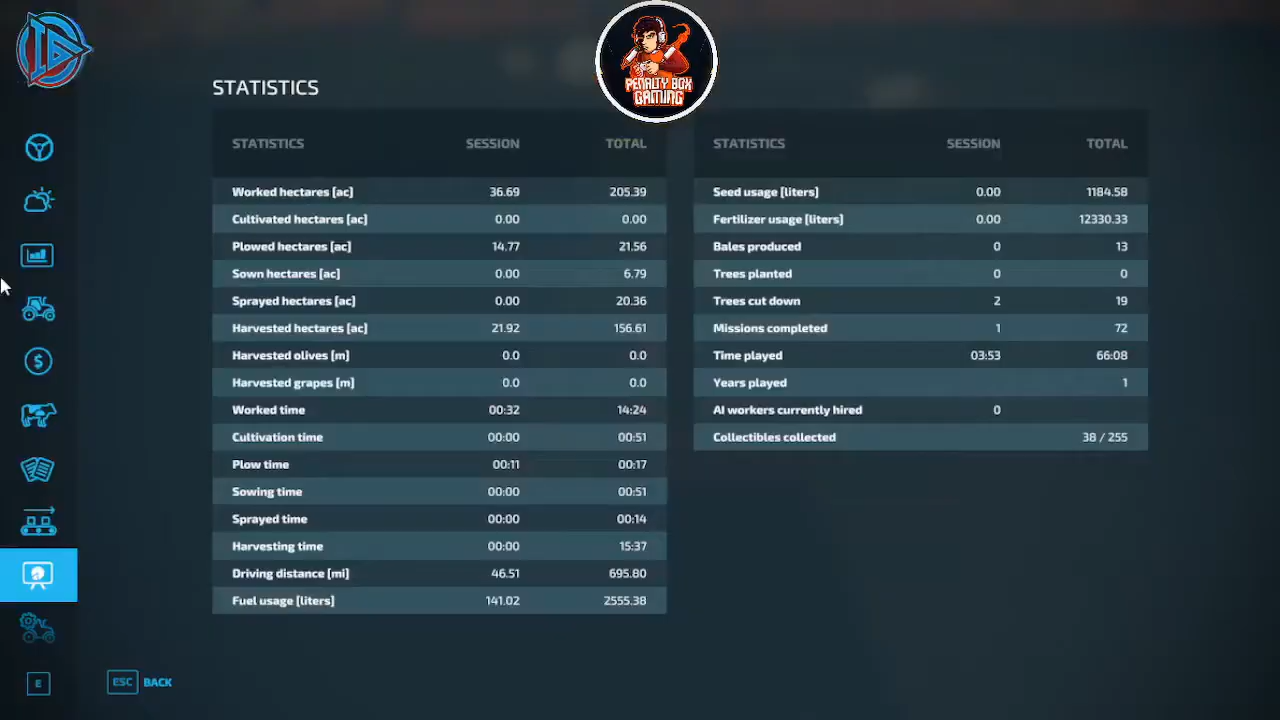 PENALTY BOX
GAMING
STATISTICS
STATISTICS SESSION TOTAL
Worked hectares [ac] 36.69 205.39
Cultivated hectares [ac] 0.00 0.00
Plowed hectares [ac] 14.77 21.56
Sown hectares [ac] 0.00 6.79
Sprayed hectares [ac] 0.00 20.36
Harvested hectares [ac] 21.92 156.61
Harvested olives [m] 0.0 0.0
Harvested grapes [m] 0.0 0.0
Worked time 00:32 14:24
Cultivation time 00:00 00:51
Plow time 00:11 00:17
Sowing time 00:00 00:51
Sprayed time 00:00 00:14
Harvesting time 00:00 15:37
Driving distance [mi] 46.51 695.80
Fuel usage [liters] 141.02 2555.38
STATISTICS SESSION TOTAL
Seed usage [liters] 0.00 1184.58
Fertilizer usage [liters] 0.00 12330.33
Bales produced 0 13
Trees planted 0 0
Trees cut down 2 19
Missions completed 1 72
Time played 03:53 66:08
Years played 1
AI workers currently hired 0
Collectibles collected 38 / 255
E
ESC BACK